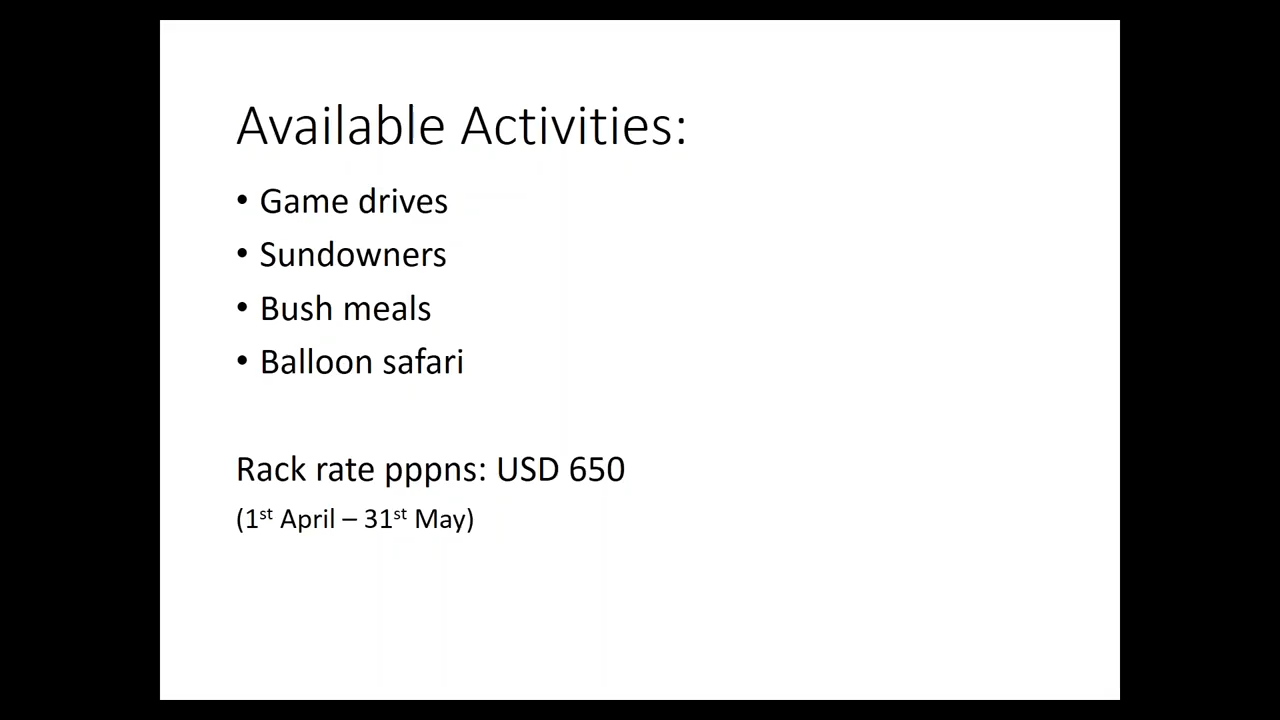 Available Activities:
• Game drives
• Sundowners
• Bush meals
• Balloon safari
Rack rate pppns: USD 650
(1st April – 31st May)